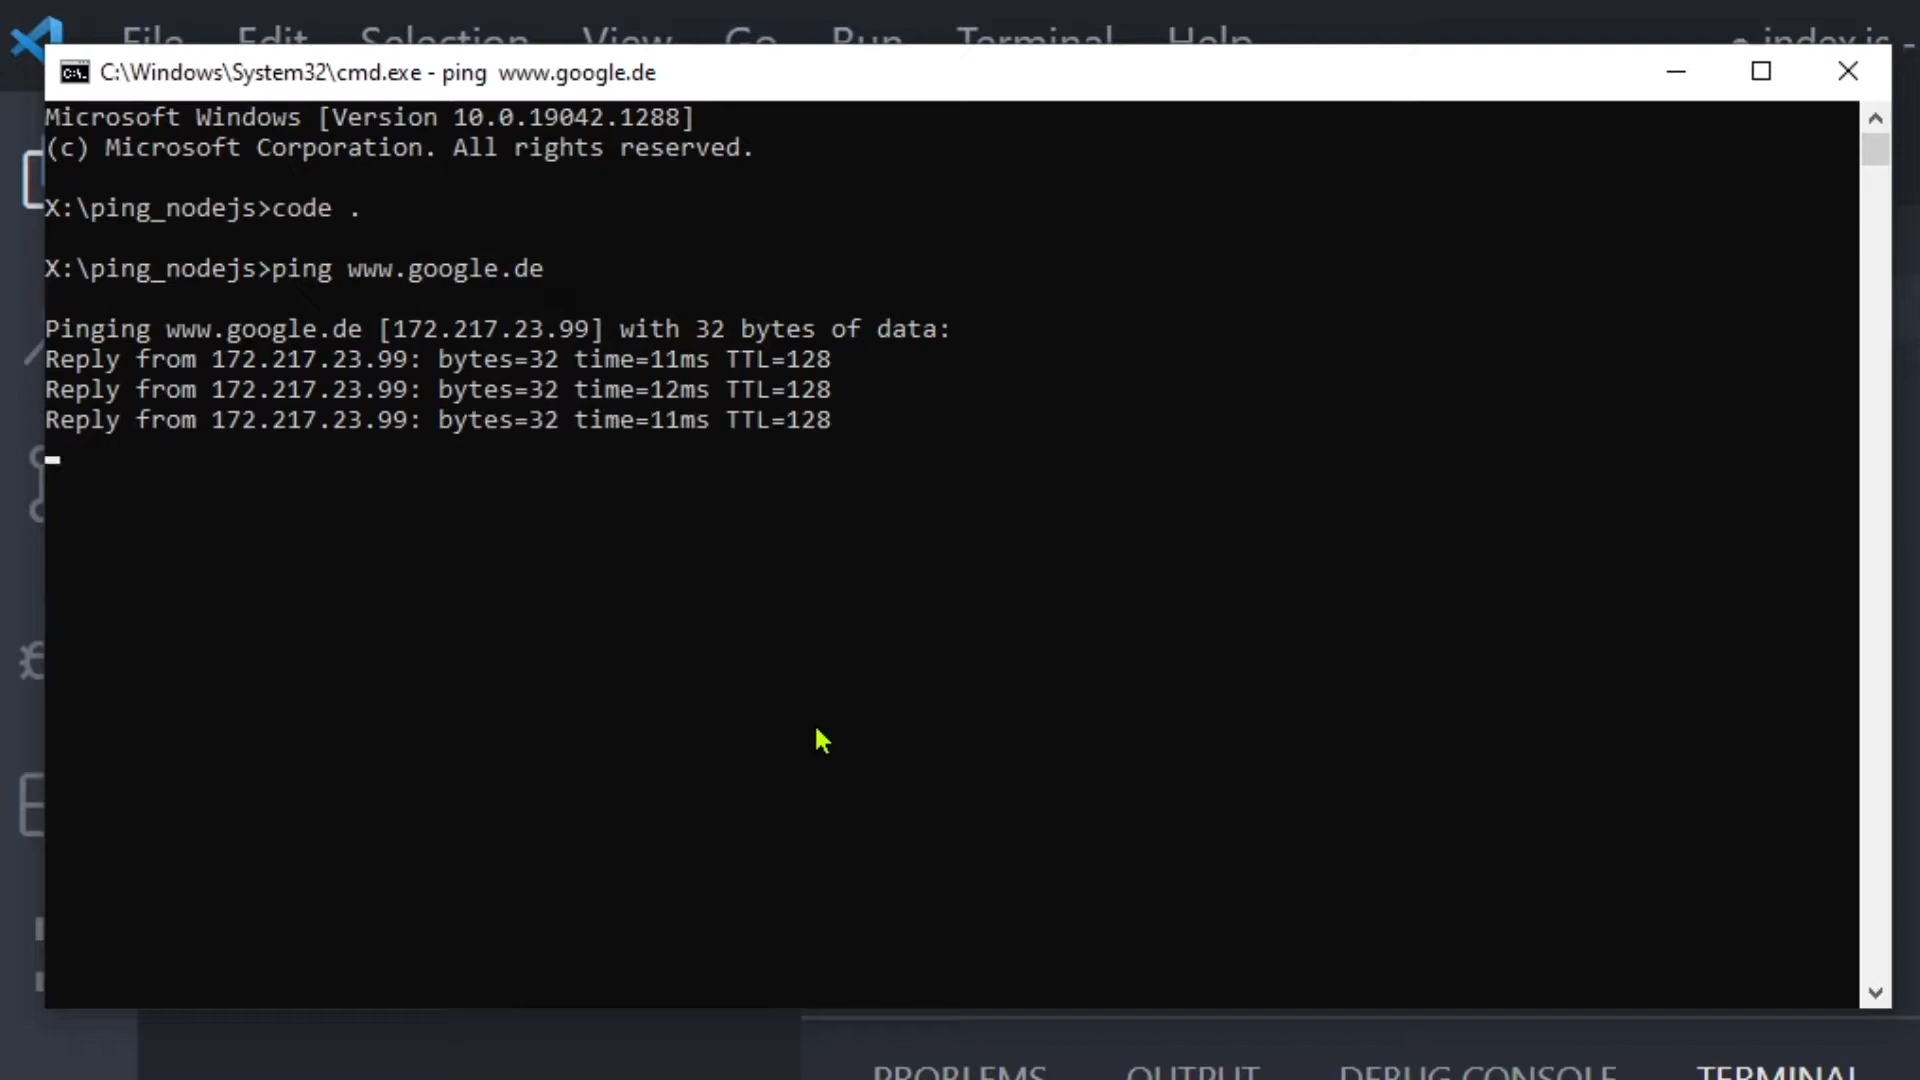 File Edit Selection View Go Run Terminal Help index.js -
C:\Windows\System32\cmd.exe - ping  www.google.de
Microsoft Windows [Version 10.0.19042.1288]
(c) Microsoft Corporation. All rights reserved.
X:\ping_nodejs>code .
X:\ping_nodejs>ping www.google.de
Pinging www.google.de [172.217.23.99] with 32 bytes of data:
Reply from 172.217.23.99: bytes=32 time=11ms TTL=128
Reply from 172.217.23.99: bytes=32 time=12ms TTL=128
Reply from 172.217.23.99: bytes=32 time=11ms TTL=128
PROBLEMS OUTPUT DEBUG CONSOLE TERMINAL